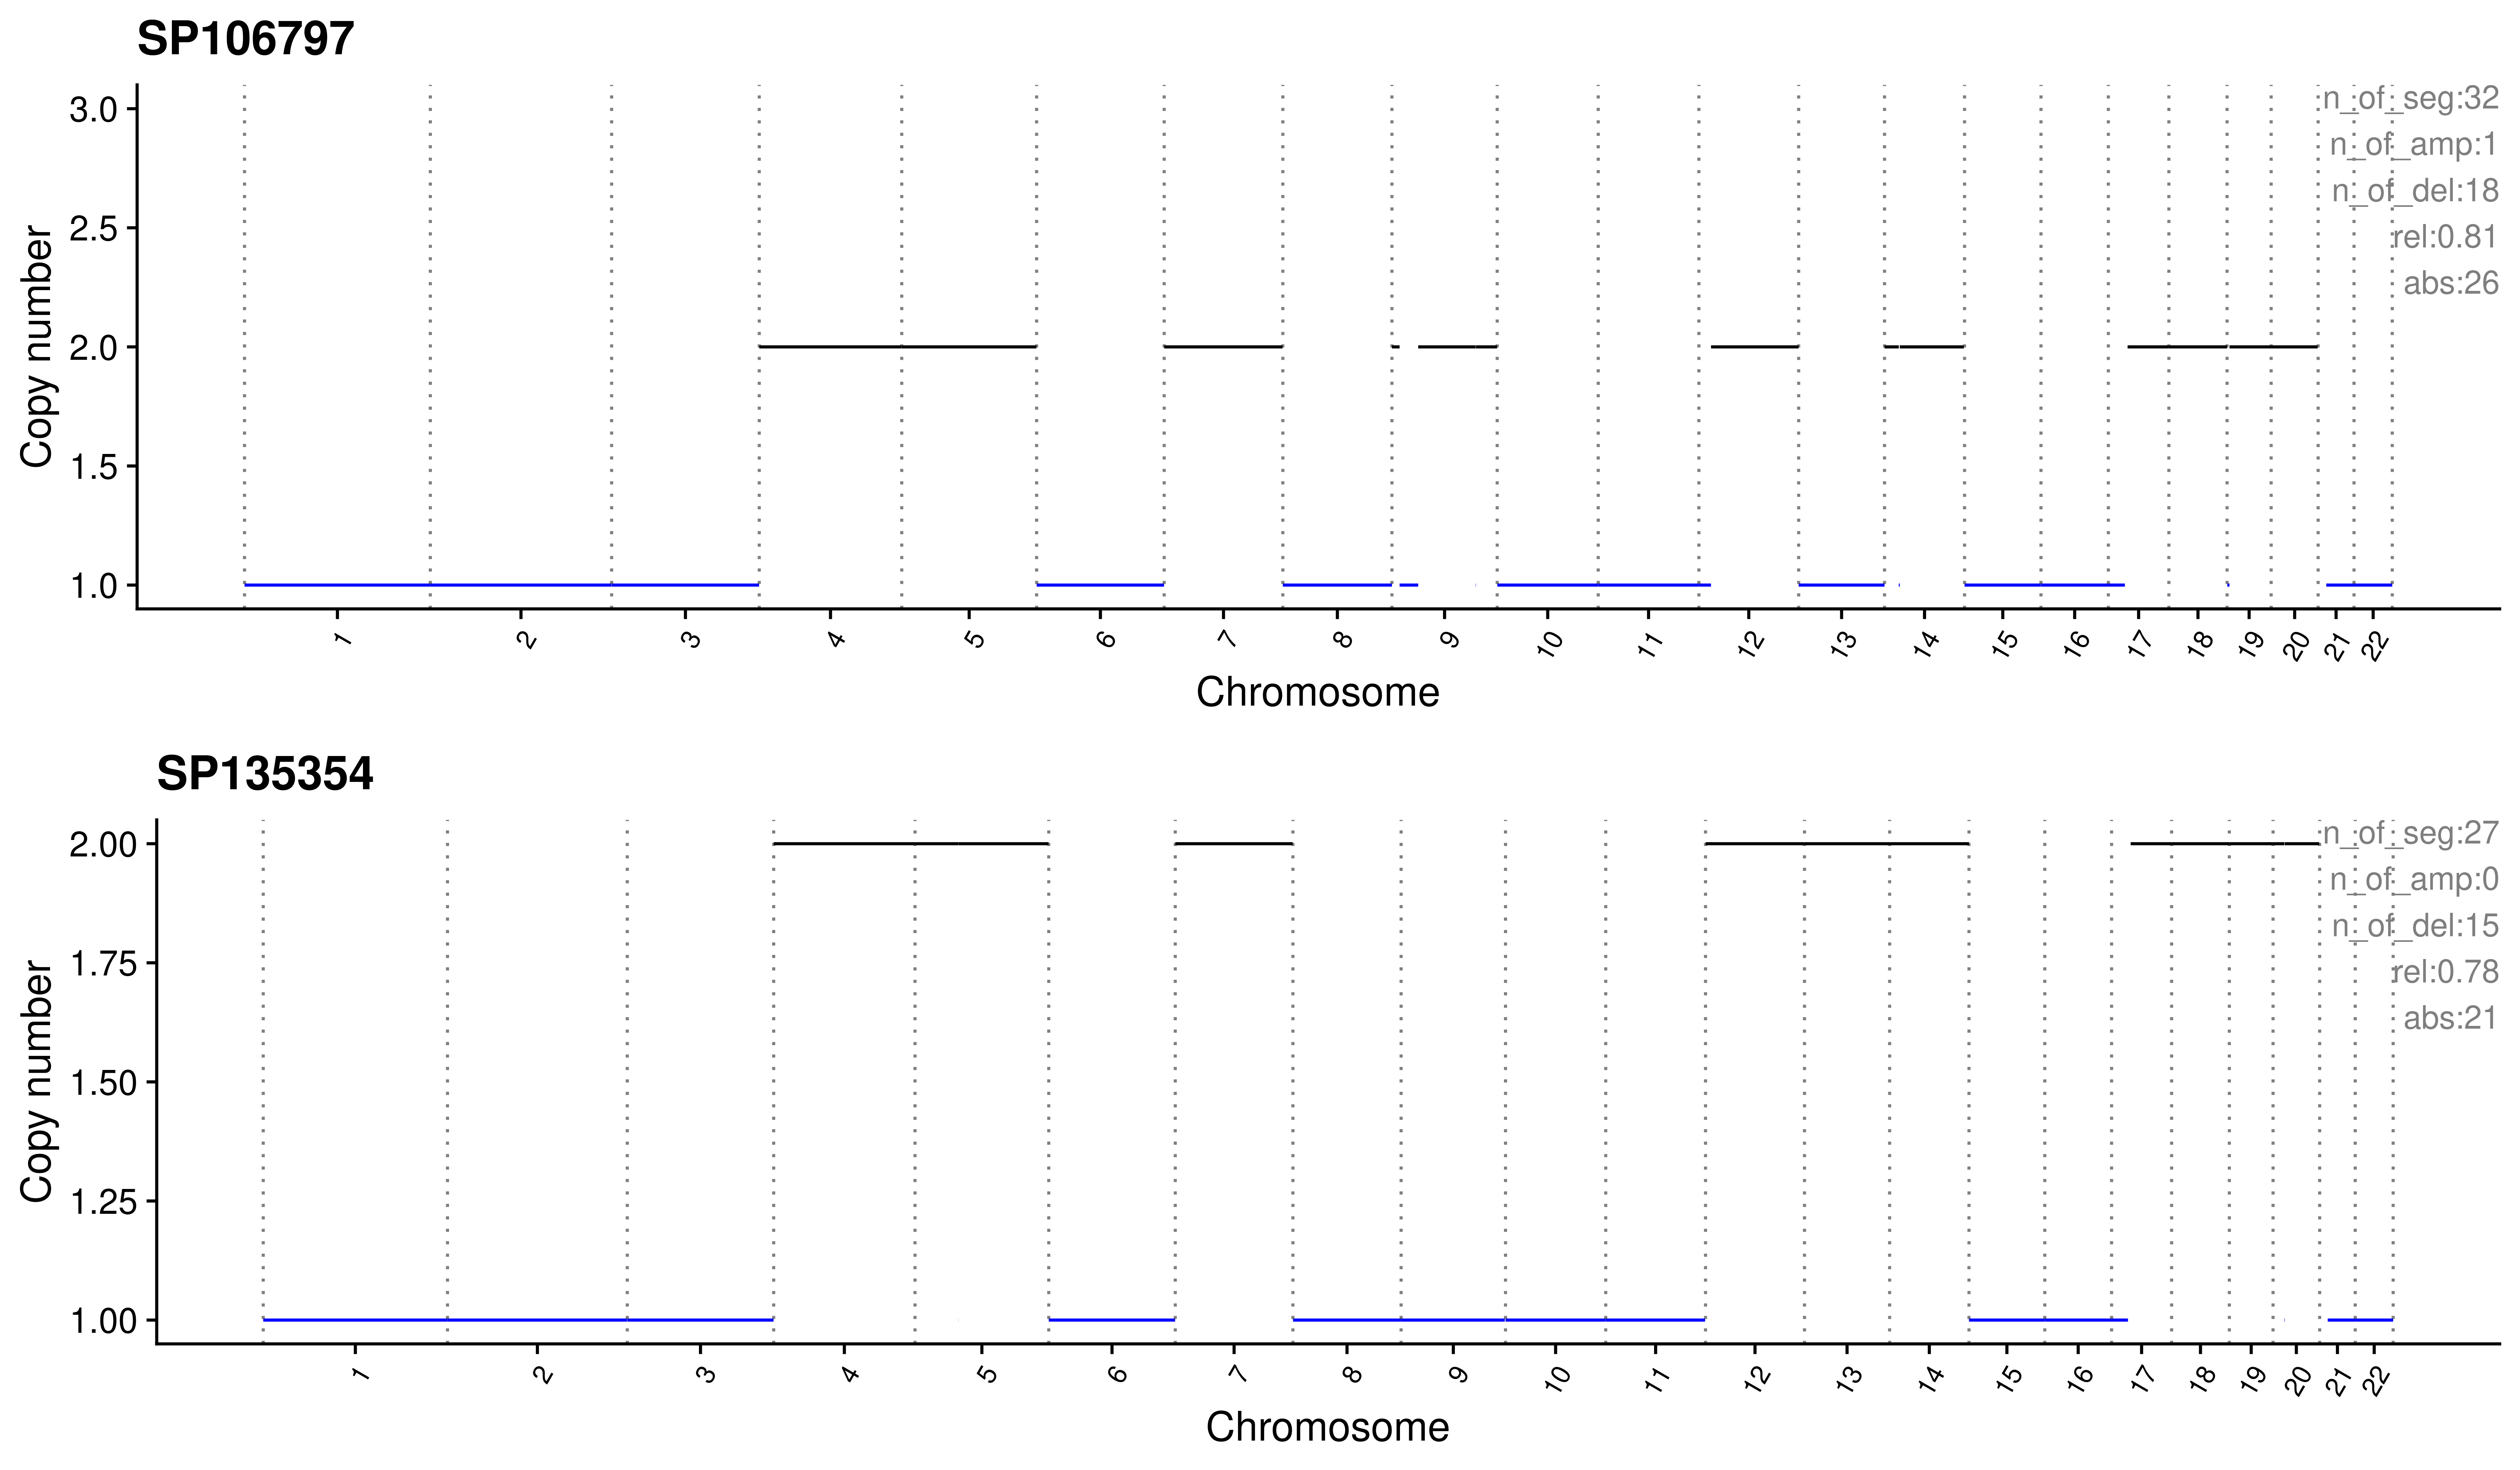 SP106797
n_of_seg:32
n_of_amp:1
n_of_del:18
rel:0.81
abs:26
Copy number
3.0
2.5
2.0
1.5
1.0
1 2 3 4 5 6 7 8 9 10 11 12 13 14 15 16 17 18 19 20 21 22
Chromosome
SP135354
n_of_seg:27
n_of_amp:0
n_of_del:15
rel:0.78
abs:21
Copy number
2.00
1.75
1.50
1.25
1.00
1 2 3 4 5 6 7 8 9 10 11 12 13 14 15 16 17 18 19 20 21 22
Chromosome